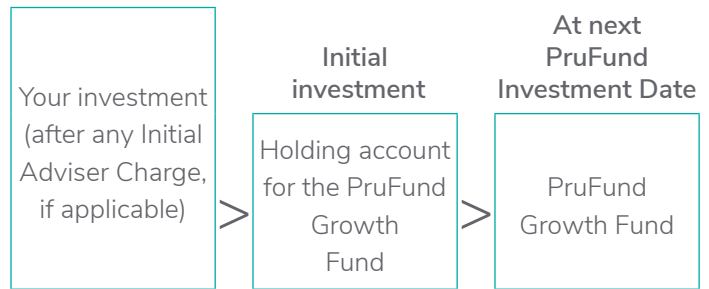 Your investment
(after any Initial
Adviser Charge,
if applicable)
>
Initial
investment
Holding account
for the PruFund
Growth
Fund
>
At next
PruFund
Investment Date
PruFund
Growth Fund